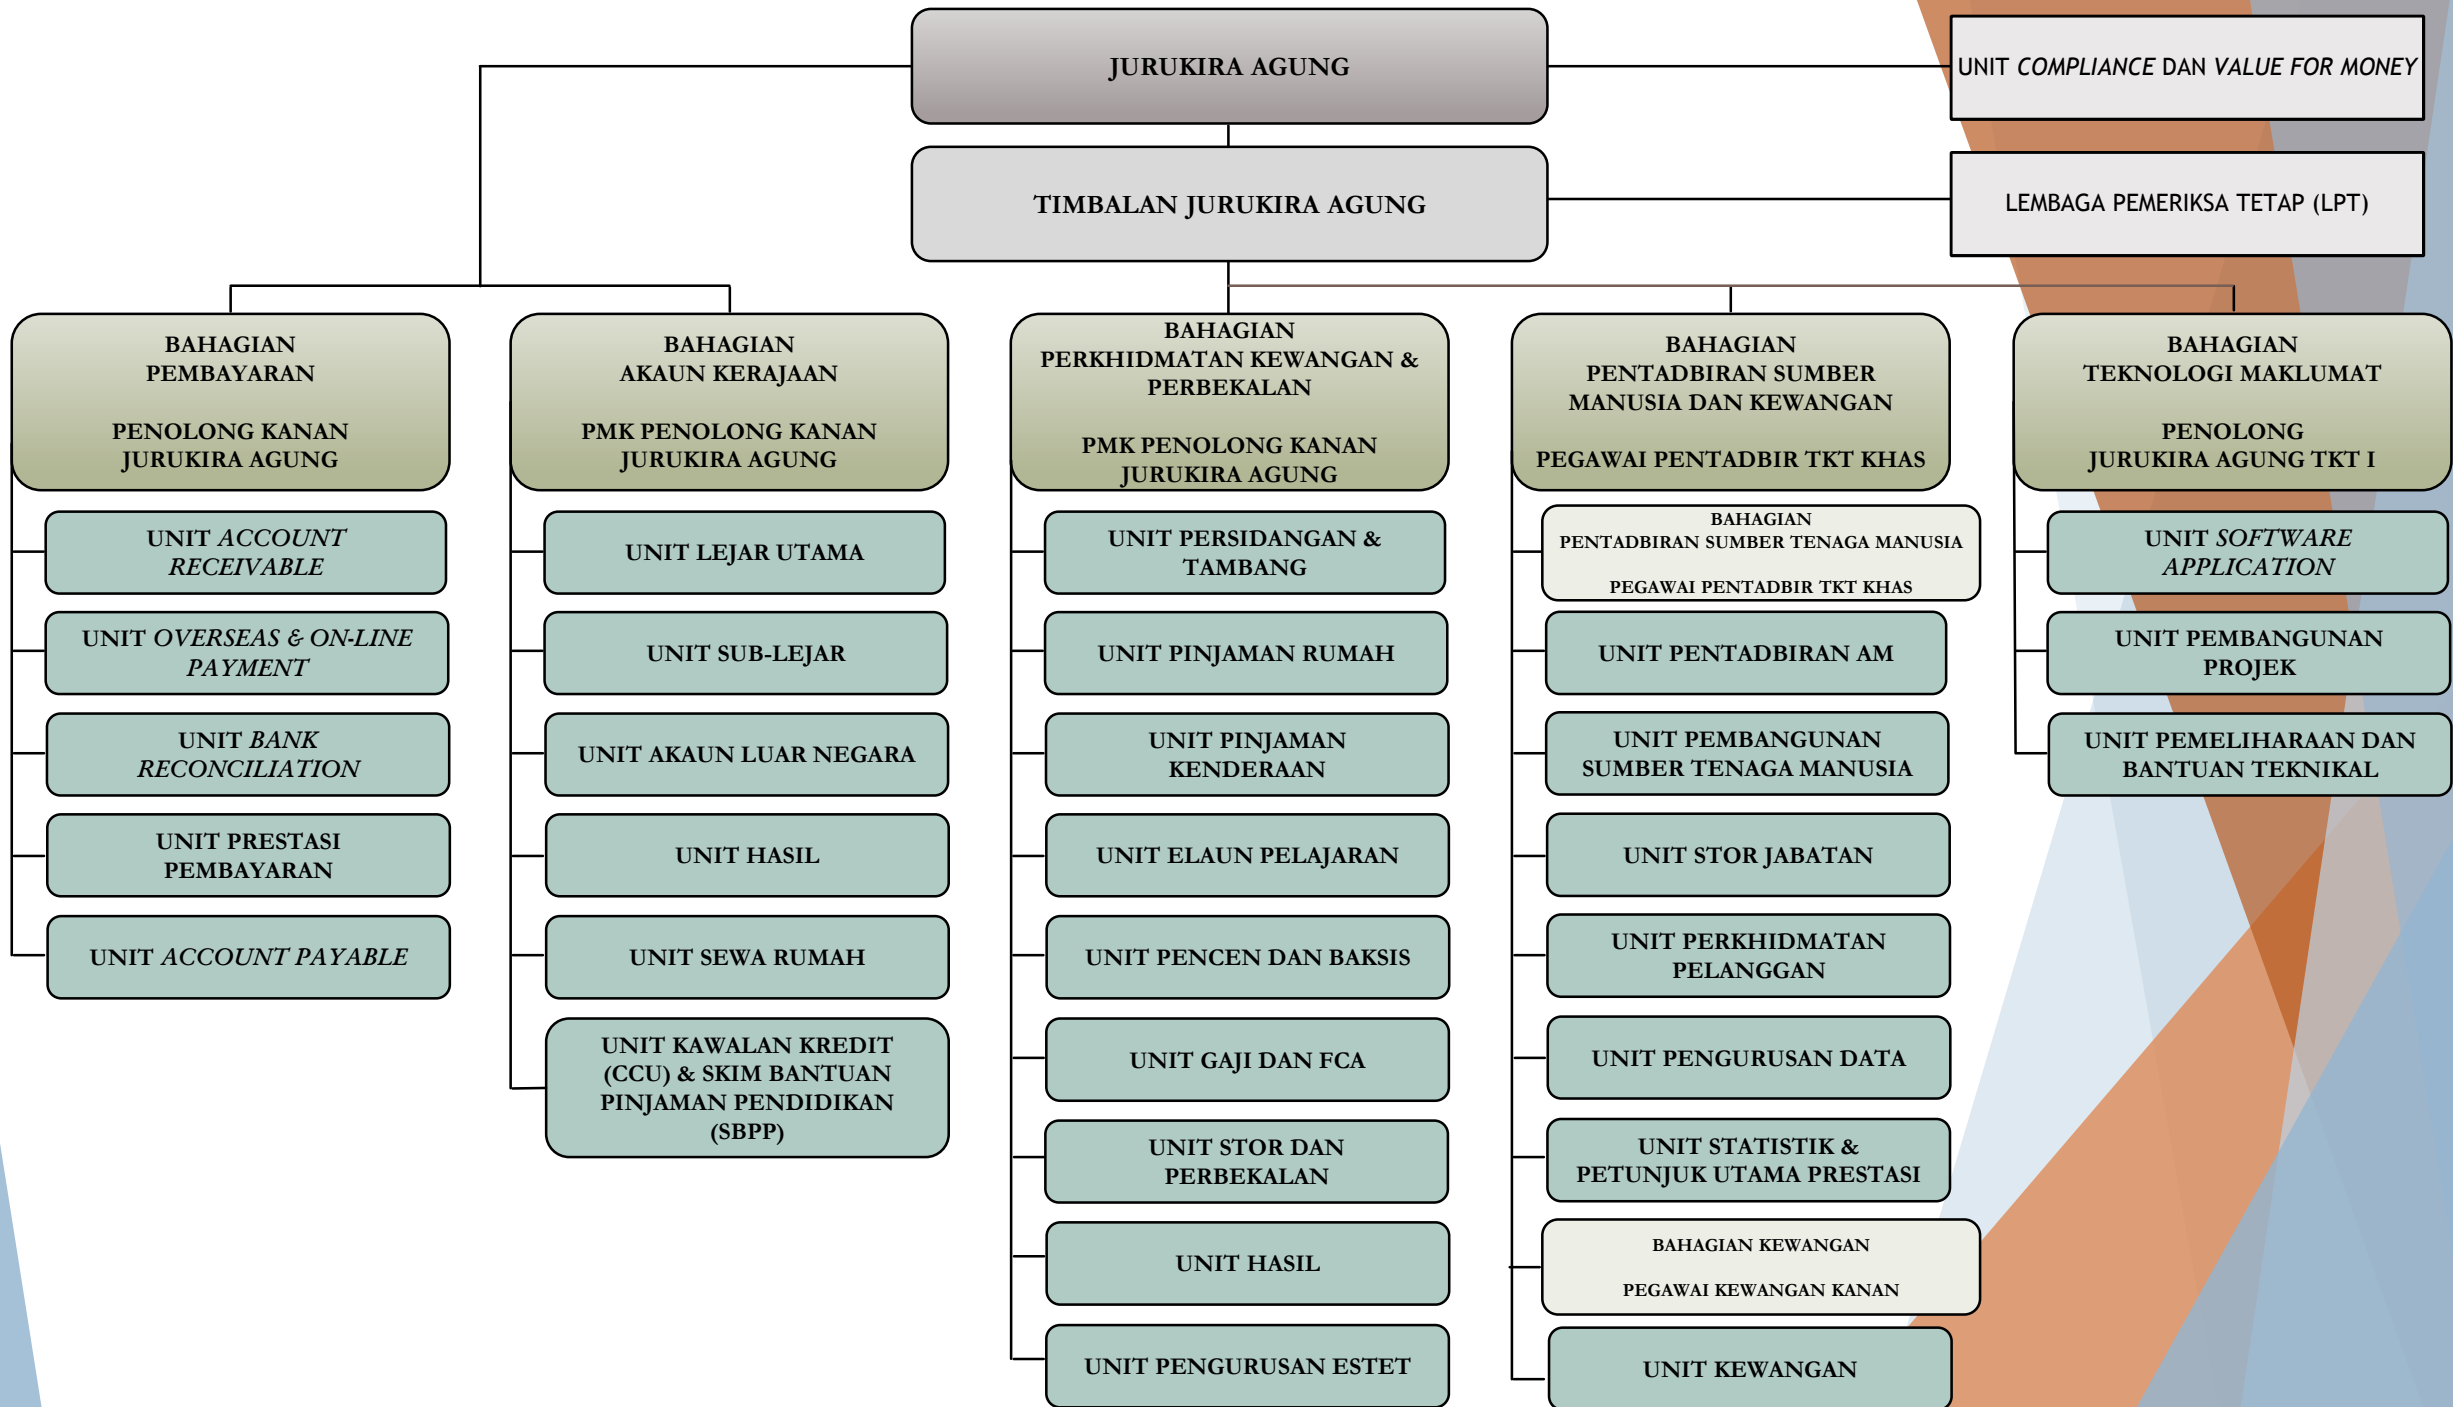 JURUKIRA AGUNG
UNIT COMPLIANCE DAN VALUE FOR MONEY
TIMBALAN JURUKIRA AGUNG
LEMBAGA PEMERIKSA TETAP (LPT)
BAHAGIAN
PEMBAYARAN
PENOLONG KANAN
JURUKIRA AGUNG
UNIT ACCOUNT
RECEIVABLE
UNIT OVERSEAS & ON-LINE
PAYMENT
UNIT BANK
RECONCILIATION
UNIT PRESTASI
PEMBAYARAN
UNIT ACCOUNT PAYABLE
BAHAGIAN
AKAUN KERAJAAN
PMK PENOLONG KANAN
JURUKIRA AGUNG
UNIT LEJAR UTAMA
UNIT SUB-LEJAR
UNIT AKAUN LUAR NEGARA
UNIT HASIL
UNIT SEWA RUMAH
UNIT KAWALAN KREDIT
(CCU) & SKIM BANTUAN
PINJAMAN PENDIDIKAN
(SBPP)
BAHAGIAN
PERKHIDMATAN KEWANGAN &
PERBEKALAN
PMK PENOLONG KANAN
JURUKIRA AGUNG
UNIT PERSIDANGAN &
TAMBANG
UNIT PINJAMAN RUMAH
UNIT PINJAMAN
KENDERAAN
UNIT ELAUN PELAJARAN
UNIT PENCEN DAN BAKSIS
UNIT GAJI DAN FCA
UNIT STOR DAN
PERBEKALAN
UNIT HASIL
UNIT PENGURUSAN ESTET
BAHAGIAN
PENTADBIRAN SUMBER
MANUSIA DAN KEWANGAN
PEGAWAI PENTADBIR TKT KHAS
BAHAGIAN
PENTADBIRAN SUMBER TENAGA MANUSIA
PEGAWAI PENTADBIR TKT KHAS
UNIT PENTADBIRAN AM
UNIT PEMBANGUNAN
SUMBER TENAGA MANUSIA
UNIT STOR JABATAN
UNIT PERKHIDMATAN
PELANGGAN
UNIT PENGURUSAN DATA
UNIT STATISTIK &
PETUNJUK UTAMA PRESTASI
BAHAGIAN KEWANGAN
PEGAWAI KEWANGAN KANAN
UNIT KEWANGAN
BAHAGIAN
TEKNOLOGI MAKLUMAT
PENOLONG
JURUKIRA AGUNG TKT I
UNIT SOFTWARE
APPLICATION
UNIT PEMBANGUNAN
PROJEK
UNIT PEMELIHARAAN DAN
BANTUAN TEKNIKAL